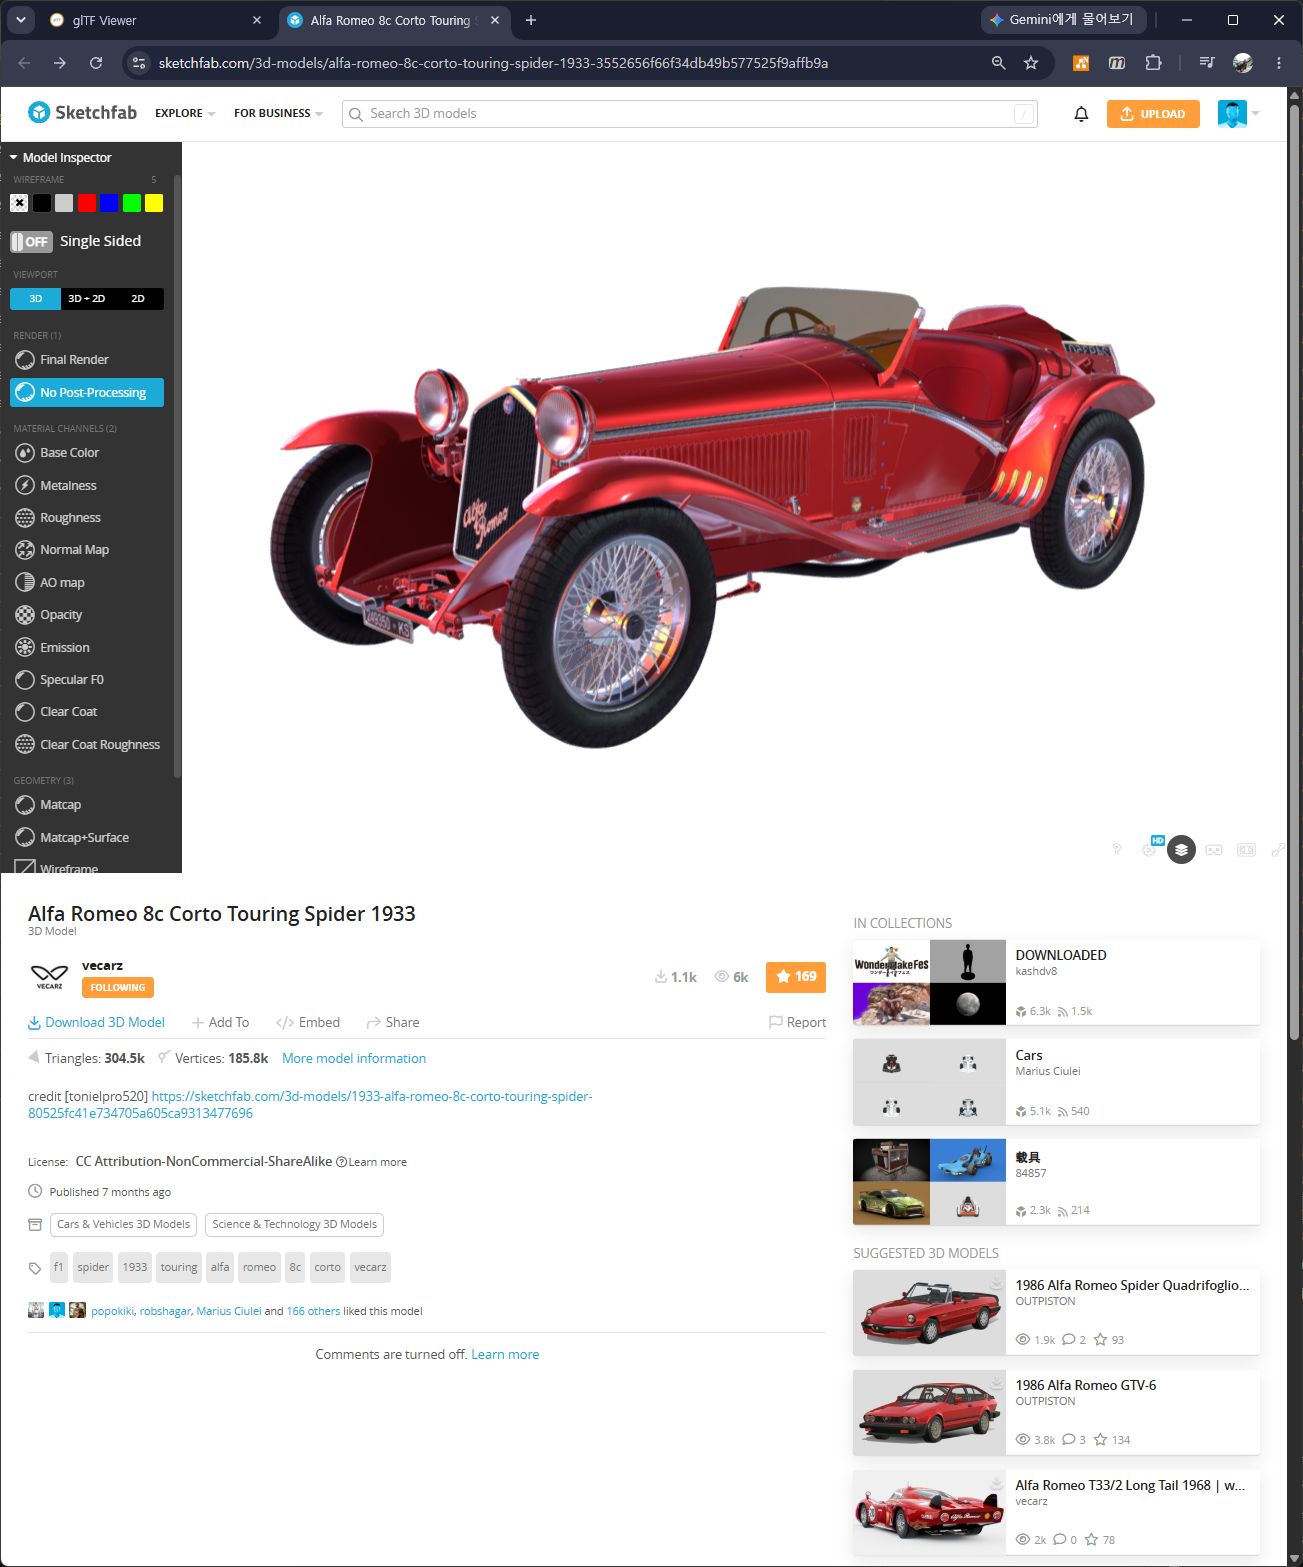 glTF Viewer
Alfa Romeo 8c Corto Touring S
Gemini에게 물어보기
sketchfab.com/3d-models/alfa-romeo-8c-corto-touring-spider-1933-3552656f66f34db49b577525f9affb9a
Sketchfab
EXPLORE
FOR BUSINESS
Search 3D models
/
UPLOAD
Model Inspector
WIREFRAME 5
OFF Single Sided
VIEWPORT
3D 3D + 2D 2D
RENDER (1)
Final Render
No Post-Processing
MATERIAL CHANNELS (2)
Base Color
Metalness
Roughness
Normal Map
AO map
Opacity
Emission
Specular F0
Clear Coat
Clear Coat Roughness
GEOMETRY (3)
Matcap
Matcap+Surface
Wireframe
Alfa
Romeo
HD
Alfa Romeo 8c Corto Touring Spider 1933
3D Model
VECARZ
vecarz
FOLLOWING
1.1k 6k 169
Download 3D Model Add To Embed Share Report
Triangles: 304.5k Vertices: 185.8k More model information
credit [tonielpro520] https://sketchfab.com/3d-models/1933-alfa-romeo-8c-corto-touring-spider-
80525fc41e734705a605ca9313477696
License: CC Attribution-NonCommercial-ShareAlike Learn more
Published 7 months ago
Cars & Vehicles 3D Models Science & Technology 3D Models
f1 spider 1933 touring alfa romeo 8c corto vecarz
popokiki, robshagar, Marius Ciulei and 166 others liked this model
Comments are turned off. Learn more
IN COLLECTIONS
DOWNLOADED
kashdv8
6.3k 1.5k
Cars
Marius Ciulei
5.1k 540
载具
84857
2.3k 214
SUGGESTED 3D MODELS
1986 Alfa Romeo Spider Quadrifoglio...
OUTPISTON
1.9k 2 93
1986 Alfa Romeo GTV-6
OUTPISTON
3.8k 3 134
Alfa Romeo T33/2 Long Tail 1968 | w...
vecarz
2k 0 78